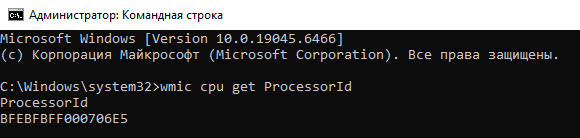 Администратор: Командная строка
Microsoft Windows [Version 10.0.19045.6466]
(c) Корпорация Майкрософт (Microsoft Corporation). Все права защищены.
C:\Windows\system32>wmic cpu get ProcessorId
ProcessorId
BFEBFBFF000706E5